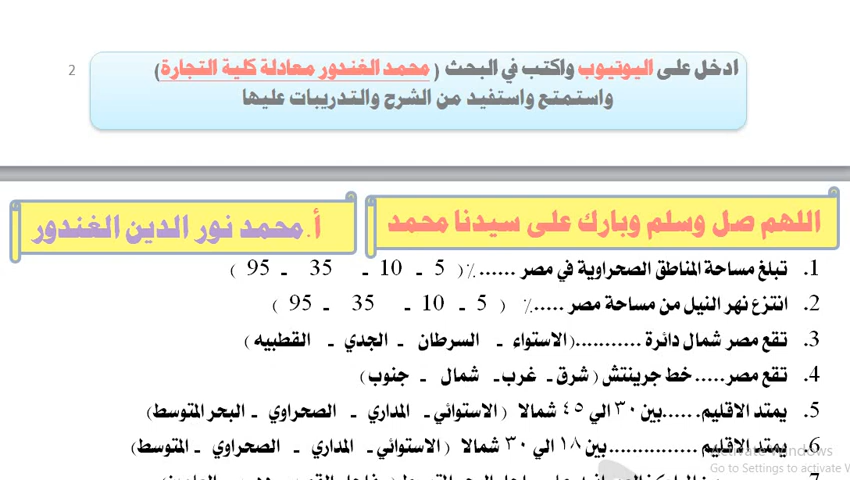 2
ادخل على اليوتيوب واكتب في البحث ( محمد الغندور معادلة كلية التجارة)
واستمتع واستفيد من الشرح والتدريبات عليها
اللهم صل وسلم وبارك على سيدنا محمد
أ.محمد نور الدين الغندور
1. تبلغ مساحة المناطق الصحراوية في مصر ......٪( 5 - 10 - 35 - 95 )
2. انتزع نهر النيل من مساحة مصر .....٪ ( 5 - 10 - 35 - 95 )
3. تقع مصر شمال دائرة ...........(الاستواء - السرطان - الجدي - القطبيه )
4. تقع مصر..... خط جرينتش ( شرق- غرب- شمال - جنوب)
5. يمتد الاقليم......بين ٣٠ الي ٤٥ شمالا (الاستوائي- المداري - الصحراوي - البحر المتوسط)
6. يمتد الاقليم ..............بين ١٨ الي ٣٠ شمالا (الاستوائي- المداري - الصحراوي - المتوسط)
Activate Windows
Go to Settings to activate W
7.